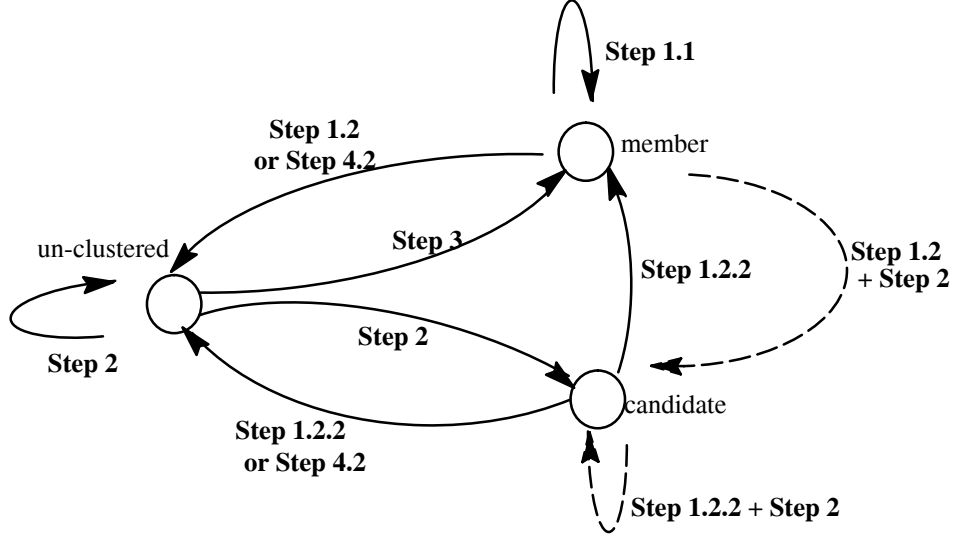 Step 1.1
Step 1.2
or Step 4.2
member
un-clustered
Step 3
Step 1.2
+ Step 2
Step 1.2.2
Step 2
Step 2
candidate
Step 1.2.2
or Step 4.2
Step 1.2.2 + Step 2